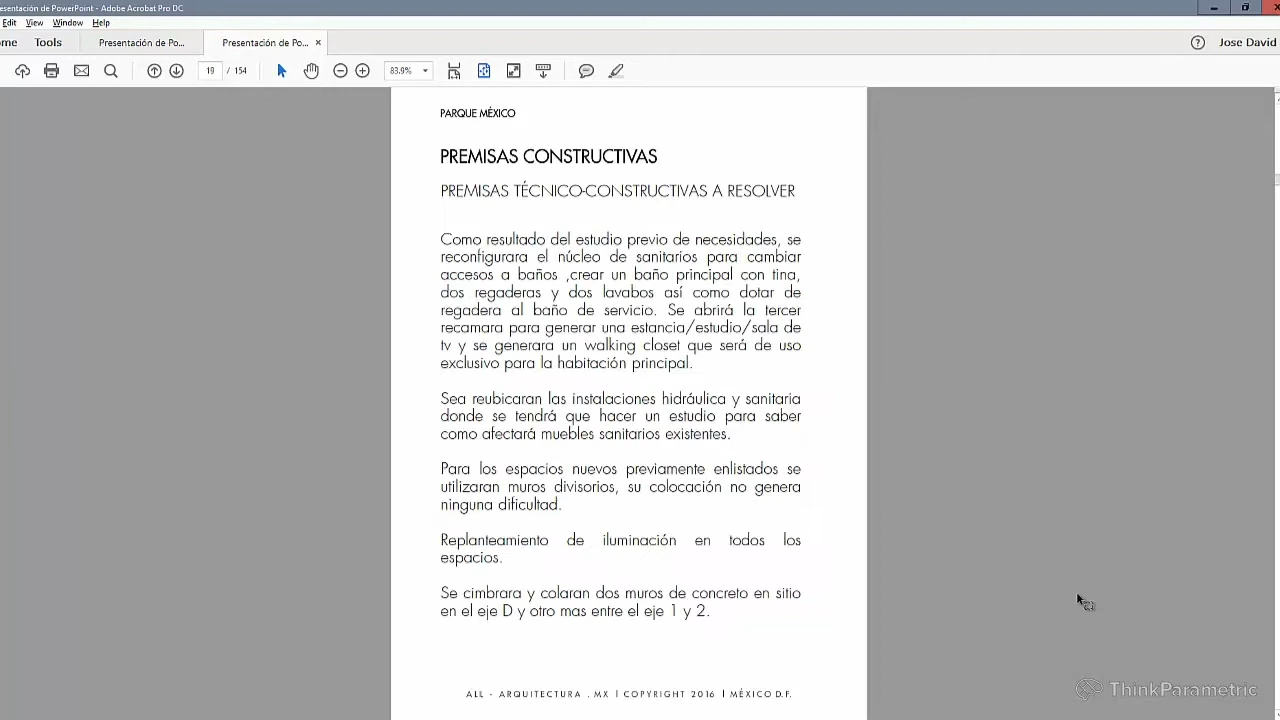 esentación de PowerPoint - Adobe Acrobat Pro DC
Edit View Window Help
ome Tools Presentación de Po... Presentación de Po... × ? Jose David
19 / 154 83.9%
PARQUE MÉXICO
PREMISAS CONSTRUCTIVAS
PREMISAS TÉCNICO-CONSTRUCTIVAS A RESOLVER
Como resultado del estudio previo de necesidades, se
reconfigurara el núcleo de sanitarios para cambiar
accesos a baños ,crear un baño principal con tina,
dos regaderas y dos lavabos así como dotar de
regadera al baño de servicio. Se abrirá la tercer
recamara para generar una estancia/estudio/sala de
tv y se generara un walking closet que será de uso
exclusivo para la habitación principal.
Sea reubicaran las instalaciones hidráulica y sanitaria
donde se tendrá que hacer un estudio para saber
como afectará muebles sanitarios existentes.
Para los espacios nuevos previamente enlistados se
utilizaran muros divisorios, su colocación no genera
ninguna dificultad.
Replanteamiento de iluminación en todos los
espacios.
Se cimbrara y colaran dos muros de concreto en sitio
en el eje D y otro mas entre el eje 1 y 2.
ALL - ARQUITECTURA . MX | COPYRIGHT 2016 | MÉXICO D.F.
ThinkParametric